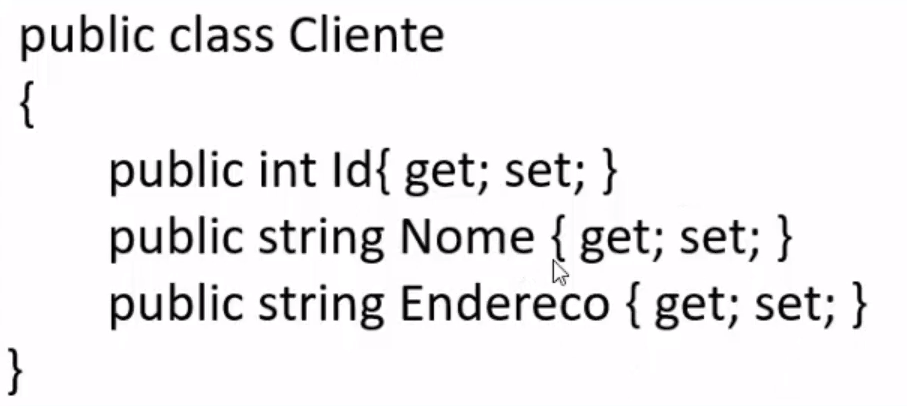 public class Cliente
{
public int Id{ get; set; }
public string Nome { get; set; }
public string Endereco { get; set; }
}